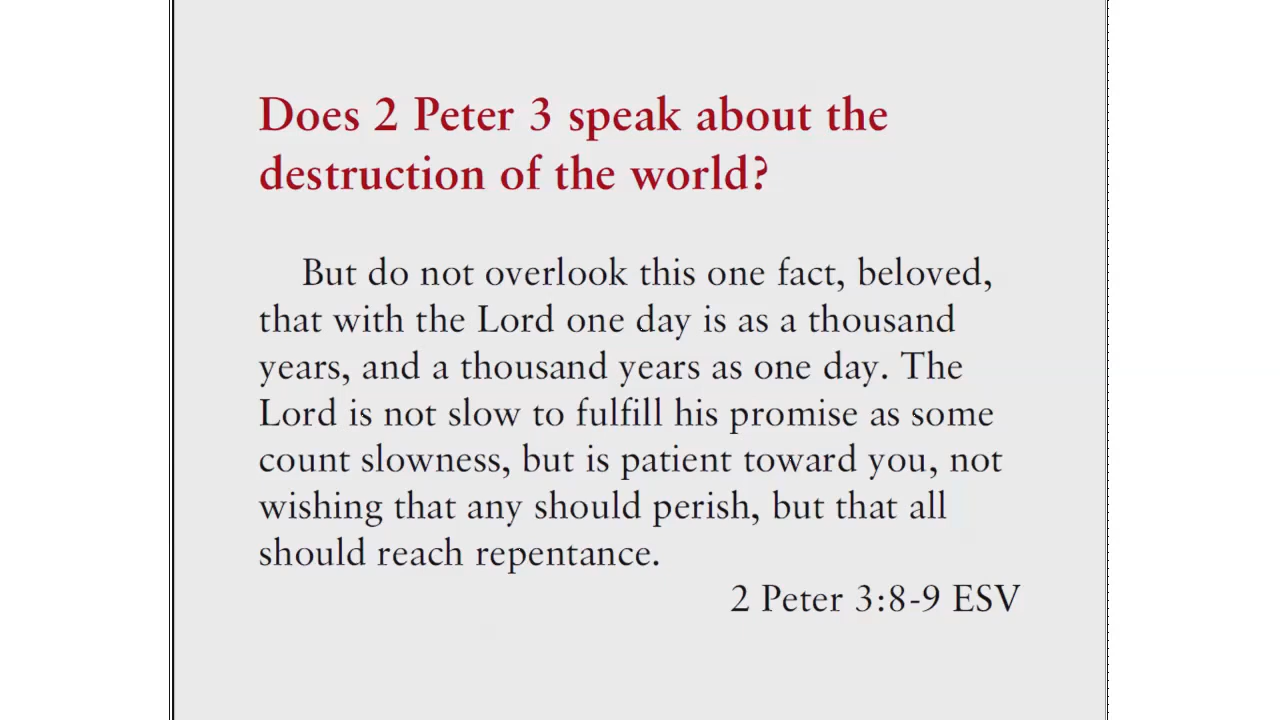 Does 2 Peter 3 speak about the
destruction of the world?
But do not overlook this one fact, beloved,
that with the Lord one day is as a thousand
years, and a thousand years as one day. The
Lord is not slow to fulfill his promise as some
count slowness, but is patient toward you, not
wishing that any should perish, but that all
should reach repentance.
2 Peter 3:8-9 ESV